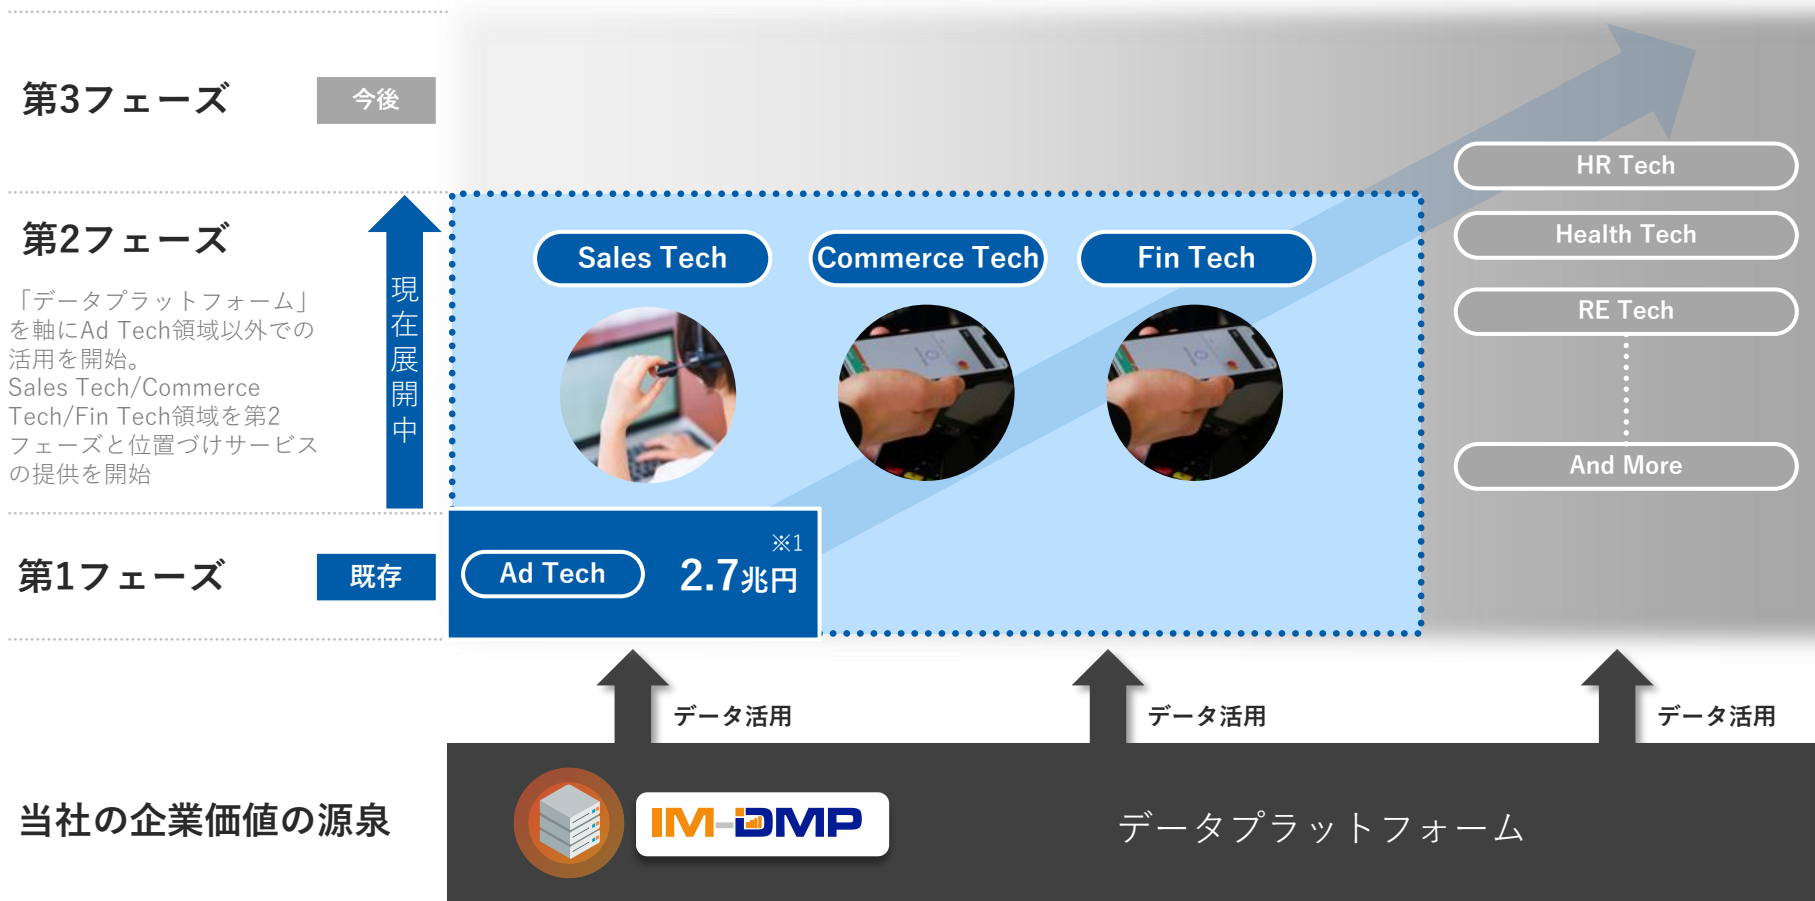 第3フェーズ
今後
HR Tech
Health Tech
RE Tech
And More
第2フェーズ
「データプラットフォーム」
を軸にAd Tech領域以外での
活用を開始。
Sales Tech/Commerce
Tech/Fin Tech領域を第2
フェーズと位置づけサービス
の提供を開始
現在展開中
Sales Tech
Commerce Tech
Fin Tech
第1フェーズ
既存
Ad Tech
※1
2.7兆円
データ活用
データ活用
データ活用
当社の企業価値の源泉
IM-DMP
データプラットフォーム